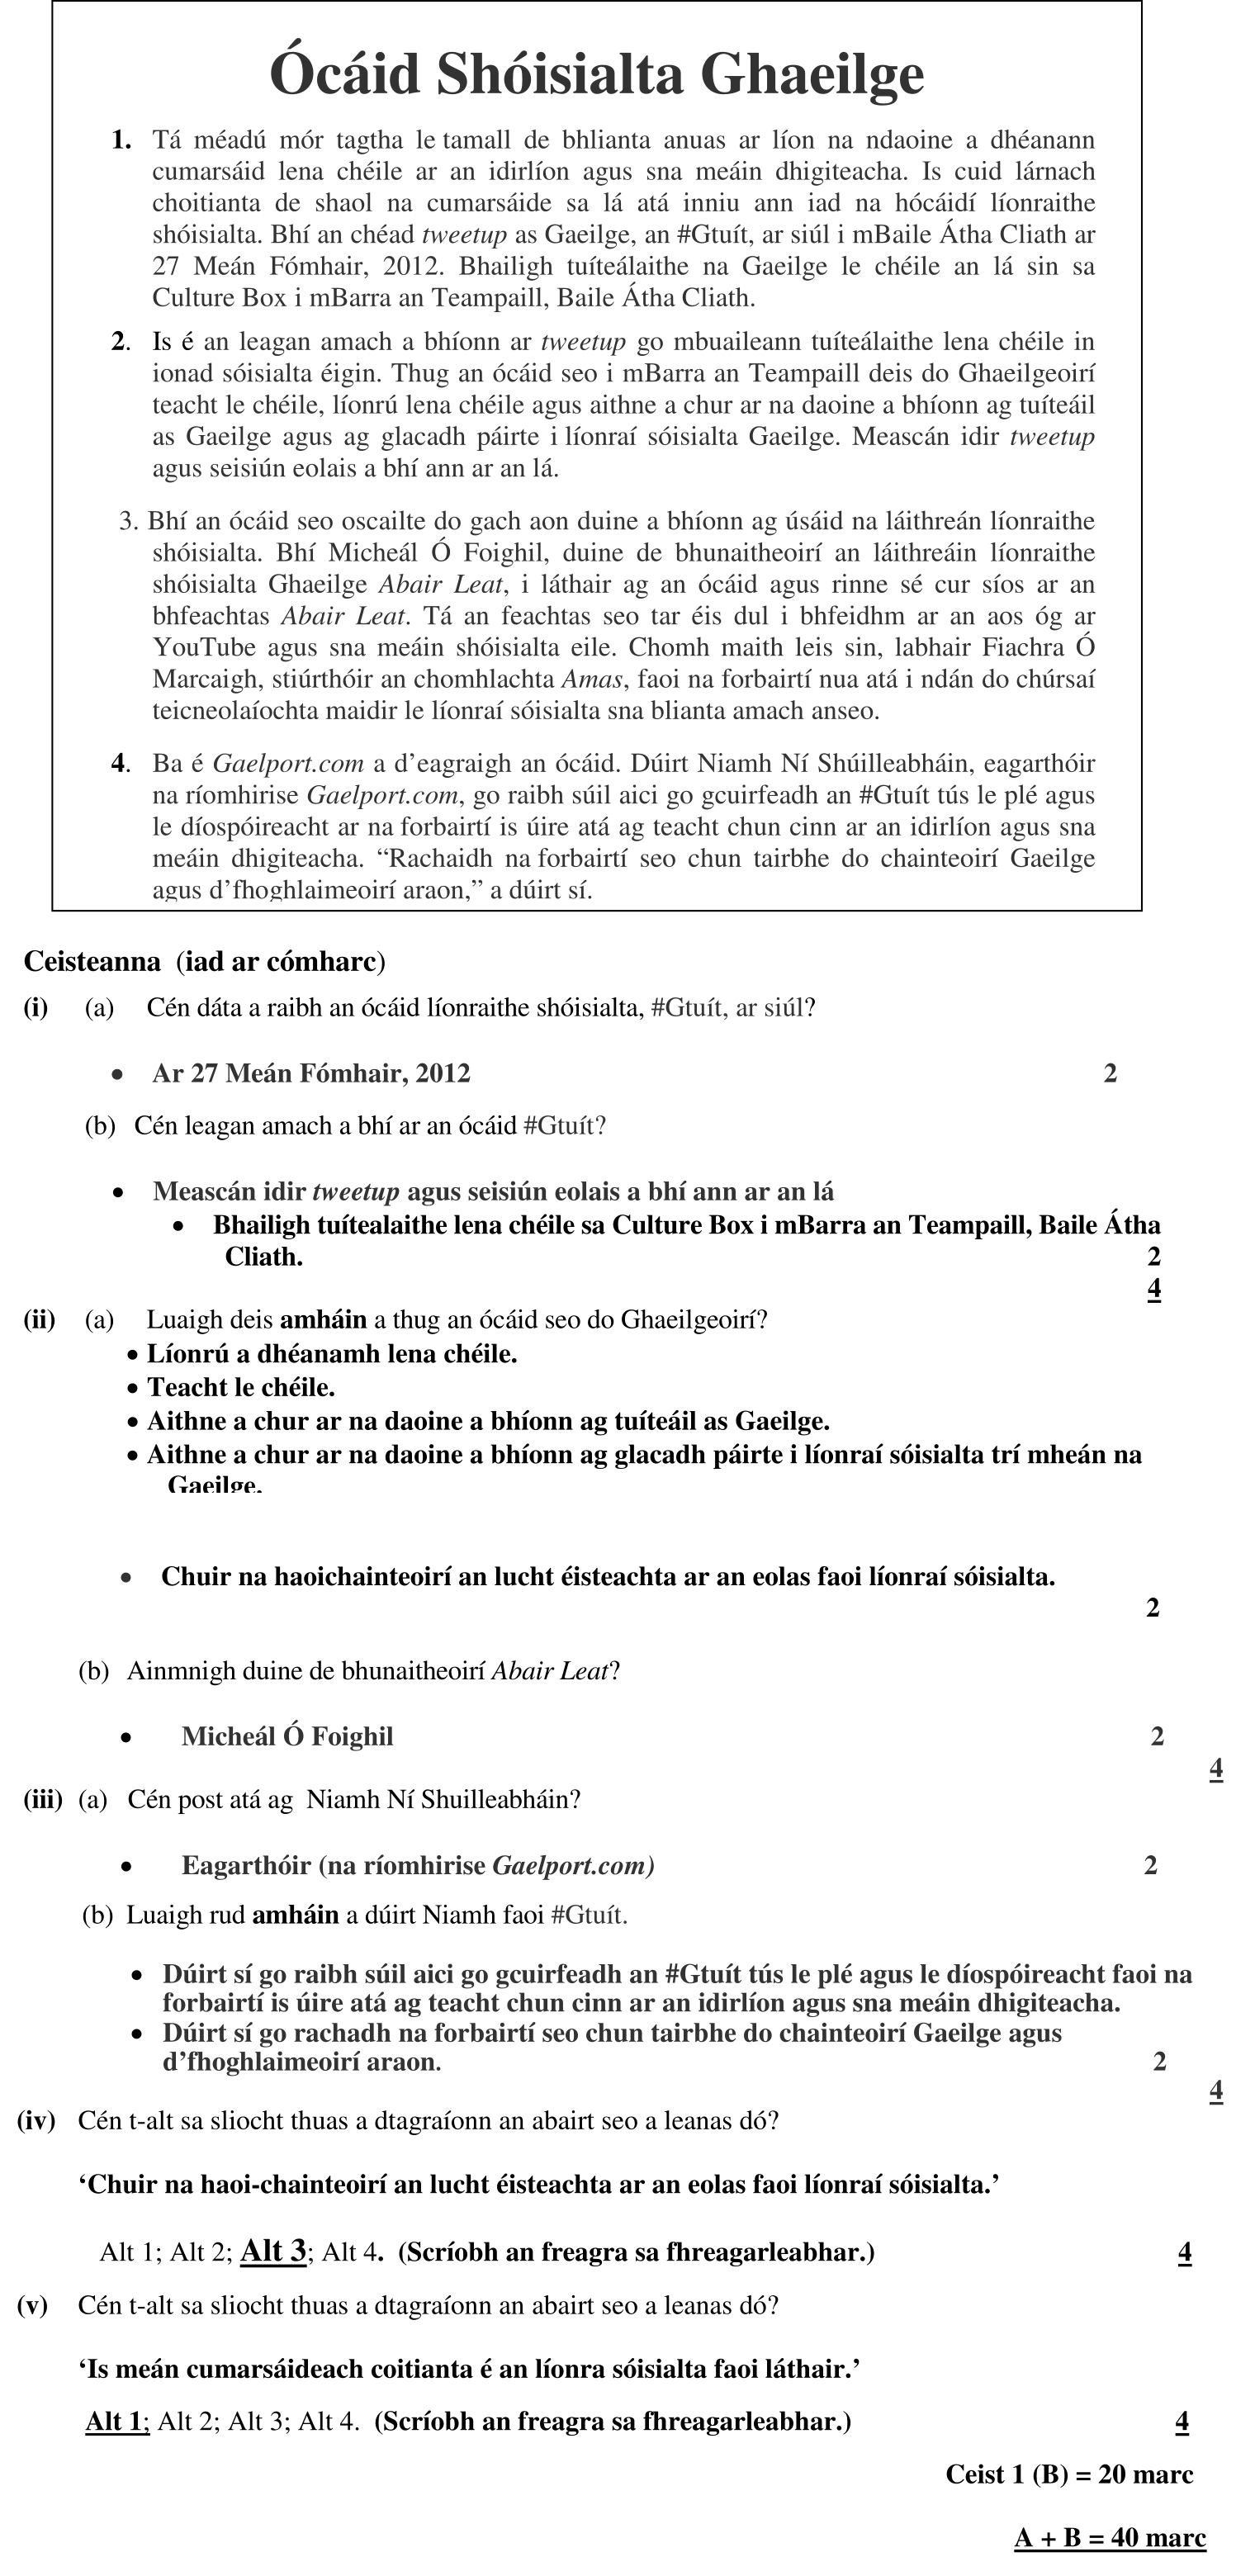 Ócáid Shóisialta Ghaeilge
1. Tá méadú mór tagtha le tamall de bhlianta anuas ar líon na ndaoine a dhéanann
cumarsáid lena chéile ar an idirlíon agus sna meáin dhigiteacha. Is cuid lárnach
choitianta de shaol na cumarsáide sa lá atá inniu ann iad na hócáidí líonraithe
shóisialta. Bhí an chéad tweetup as Gaeilge, an #Gtuít, ar siúl i mBaile Átha Cliath ar
27 Meán Fómhair, 2012. Bhailigh tuíteálaithe na Gaeilge le chéile an lá sin sa
Culture Box i mBarra an Teampaill, Baile Átha Cliath.
2. Is é an leagan amach a bhíonn ar tweetup go mbuaileann tuíteálaithe lena chéile in
ionad sóisialta éigin. Thug an ócáid seo i mBarra an Teampaill deis do Ghaeilgeoirí
teacht le chéile, líonrú lena chéile agus aithne a chur ar na daoine a bhíonn ag tuíteáil
as Gaeilge agus ag glacadh páirte i líonraí sóisialta Gaeilge. Meascán idir tweetup
agus seisiún eolais a bhí ann ar an lá.
3. Bhí an ócáid seo oscailte do gach aon duine a bhíonn ag úsáid na láithreán líonraithe
shóisialta. Bhí Micheál Ó Foighil, duine de bhunaitheoirí an láithreáin líonraithe
shóisialta Ghaeilge Abair Leat, i láthair ag an ócáid agus rinne sé cur síos ar an
bhfeachtas Abair Leat. Tá an feachtas seo tar éis dul i bhfeidhm ar an aos óg ar
YouTube agus sna meáin shóisialta eile. Chomh maith leis sin, labhair Fiachra Ó
Marcaigh, stiúrthóir an chomhlachta Amas, faoi na forbairtí nua atá i ndán do chúrsaí
teicneolaíochta maidir le líonraí sóisialta sna blianta amach anseo.
4. Ba é Gaelport.com a d’eagraigh an ócáid. Dúirt Niamh Ní Shúilleabháin, eagarthóir
na ríomhirise Gaelport.com, go raibh súil aici go gcuirfeadh an #Gtuít tús le plé agus
le díospóireacht ar na forbairtí is úire atá ag teacht chun cinn ar an idirlíon agus sna
meáin dhigiteacha. “Rachaidh na forbairtí seo chun tairbhe do chainteoirí Gaeilge
agus d’fhoghlaimeoirí araon,” a dúirt sí.
Ceisteanna (iad ar cómharc)
(i) (a) Cén dáta a raibh an ócáid líonraithe shóisialta, #Gtuít, ar siúl?
• Ar 27 Meán Fómhair, 2012 2
(b) Cén leagan amach a bhí ar an ócáid #Gtuít?
• Meascán idir tweetup agus seisiún eolais a bhí ann ar an lá
• Bhailigh tuítealaithe lena chéile sa Culture Box i mBarra an Teampaill, Baile Átha
Cliath. 2
4
(ii) (a) Luaigh deis amháin a thug an ócáid seo do Ghaeilgeoirí?
• Líonrú a dhéanamh lena chéile.
• Teacht le chéile.
• Aithne a chur ar na daoine a bhíonn ag tuíteáil as Gaeilge.
• Aithne a chur ar na daoine a bhíonn ag glacadh páirte i líonraí sóisialta trí mheán na
Gaeilge.
• Chuir na haoichainteoirí an lucht éisteachta ar an eolas faoi líonraí sóisialta.
2
(b) Ainmnigh duine de bhunaitheoirí Abair Leat?
• Micheál Ó Foighil 2
4
(iii) (a) Cén post atá ag Niamh Ní Shuilleabháin?
• Eagarthóir (na ríomhirise Gaelport.com) 2
(b) Luaigh rud amháin a dúirt Niamh faoi #Gtuít.
• Dúirt sí go raibh súil aici go gcuirfeadh an #Gtuít tús le plé agus le díospóireacht faoi na
forbairtí is úire atá ag teacht chun cinn ar an idirlíon agus sna meáin dhigiteacha.
• Dúirt sí go rachadh na forbairtí seo chun tairbhe do chainteoirí Gaeilge agus
d’fhoghlaimeoirí araon. 2
4
(iv) Cén t-alt sa sliocht thuas a dtagraíonn an abairt seo a leanas dó?
‘Chuir na haoi-chainteoirí an lucht éisteachta ar an eolas faoi líonraí sóisialta.’
Alt 1; Alt 2; Alt 3; Alt 4. (Scríobh an freagra sa fhreagarleabhar.) 4
(v) Cén t-alt sa sliocht thuas a dtagraíonn an abairt seo a leanas dó?
‘Is meán cumarsáideach coitianta é an líonra sóisialta faoi láthair.’
Alt 1; Alt 2; Alt 3; Alt 4. (Scríobh an freagra sa fhreagarleabhar.) 4
Ceist 1 (B) = 20 marc
A + B = 40 marc